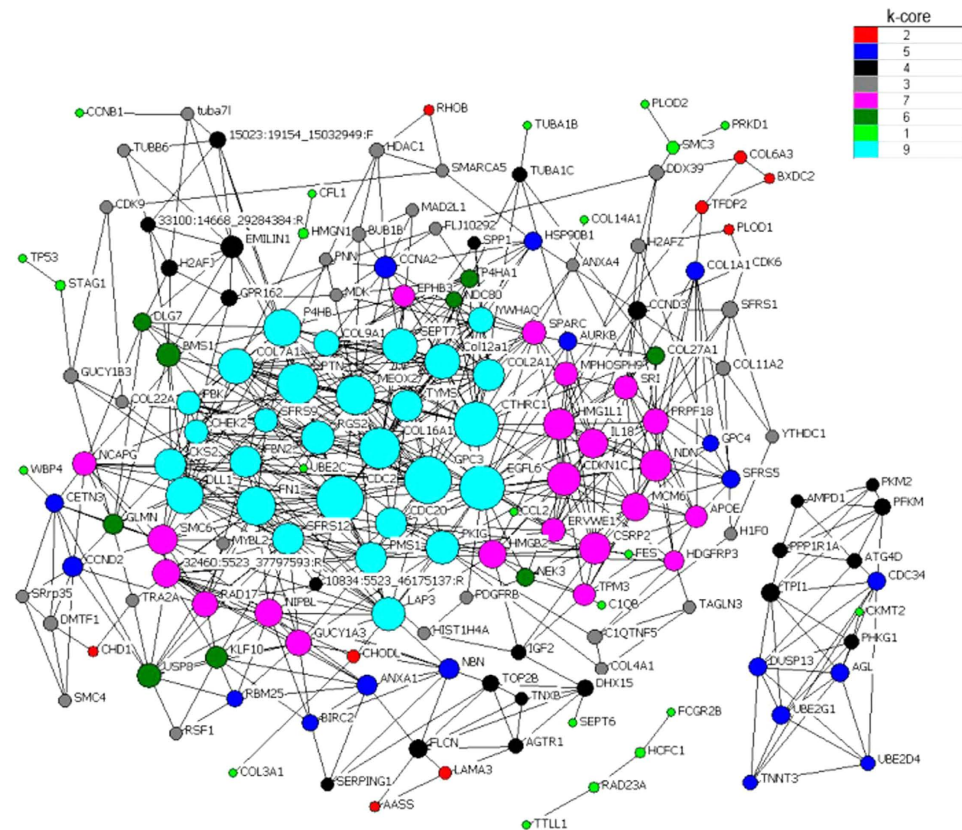 k-core
2
5
4
3
7
6
1
9
RHOB
PLOD2
CCNB1
tuba7l
TUBA1B
PRKD1
15023:19154_15032949:F
SMC3
TUBB6
HDAC1
COL6A3
SMARCA5
TUBA1C
DDX39
BXDC2
CFL1
CDK9
MAD2L1
TFDP2
33100:14668_29284384:R
COL14A1
HMGN1
BUB1B
FLJ10292
PLOD1
EMILIN1
SPP1
HSP90B1
H2AFZ
TP53
PNN
CCNA2
ANXA4
COL1A1
CDK6
H2AFJ
STAG1
P4HA1
GPR162
MDK
EPHB3
NDC80
CCND3
SFRS1
P4HB
YWHAQ
DLG7
COL9A1
SEPT7
SPARC
AURKB
BMS1
COL7A1
Col12a1
COL27A1
PTN
COL2A1
MPHOSPH9
COL11A2
GUCY1B3
MEOX2
SRI
COL22A1
PBK
TYMS
CTHRC1
SFRS9
HMG1L1
PRPF18
CHEK2
RGS2
COL16A1
IL18
YTHDC1
GPC4
NCAPG
CKS2
FBN2
GPC3
NDN
WBP4
UBE2C
EGFL6
SFRS5
DLL1
CDC2
CDKN1C
PKM2
CETN3
FN1
MCM6
AMPD1
PFKM
GLMN
CDC20
CCL2
APOE
SMC6
SFRS12
ERVWE1
H1F0
MYBL2
PMS1
PKIG
CSRP2
PPP1R1A
HMGB2
FES
ATG4D
CCND2
HDGFRP3
32460:5523_37797593:R
NEK3
CDC34
10834:5523_46175137:R
TPI1
SRrp35
TPM3
TRA2A
RAD17
PDGFRB
C1QB
TAGLN3
NIPBL
LAP3
CKMT2
DMTF1
HIST1H4A
C1QTNF5
PHKG1
GUCY1A3
CHD1
KLF10
IGF2
CHODL
COL4A1
DUSP13
AGL
USP8
NBN
ANXA1
TOP2B
DHX15
SMC4
RBM25
TNXB
UBE2G1
FCGR2B
BIRC2
SEPT6
RSF1
FLCN
AGTR1
HCFC1
UBE2D4
COL3A1
LAMA3
SERPING1
TNNT3
RAD23A
AASS
TTLL1